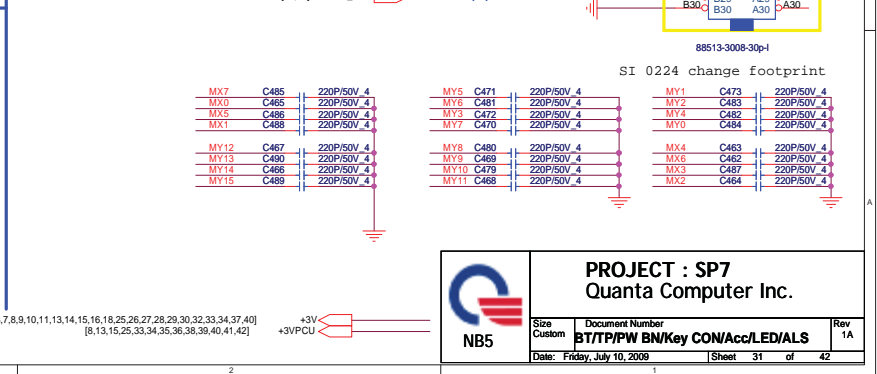 B30 B30 A30 A30
88513-3008-30p-l
SI 0224 change footprint
MX7 C485 220P/50V_4
MX0 C465 220P/50V_4
MX5 C486 220P/50V_4
MX1 C488 220P/50V_4
MY12 C467 220P/50V_4
MY13 C490 220P/50V_4
MY14 C466 220P/50V_4
MY15 C489 220P/50V_4
MY5 C471 220P/50V_4
MY6 C481 220P/50V_4
MY3 C472 220P/50V_4
MY7 C470 220P/50V_4
MY8 C480 220P/50V_4
MY9 C469 220P/50V_4
MY10 C479 220P/50V_4
MY11 C468 220P/50V_4
MY1 C473 220P/50V_4
MY2 C483 220P/50V_4
MY4 C482 220P/50V_4
MY0 C484 220P/50V_4
MX4 C463 220P/50V_4
MX6 C462 220P/50V_4
MX3 C487 220P/50V_4
MX2 C464 220P/50V_4
A
,7,8,9,10,11,13,14,15,16,18,25,26,27,28,29,30,32,33,34,37,40] +3V
[8,13,15,25,33,34,35,36,38,39,40,41,42] +3VPCU
NB5
PROJECT : SP7
Quanta Computer Inc.
Size
Custom
Document Number
BT/TP/PW BN/Key CON/Acc/LED/ALS
Rev
1A
Date: Friday, July 10, 2009
Sheet 31 of 42
2
1